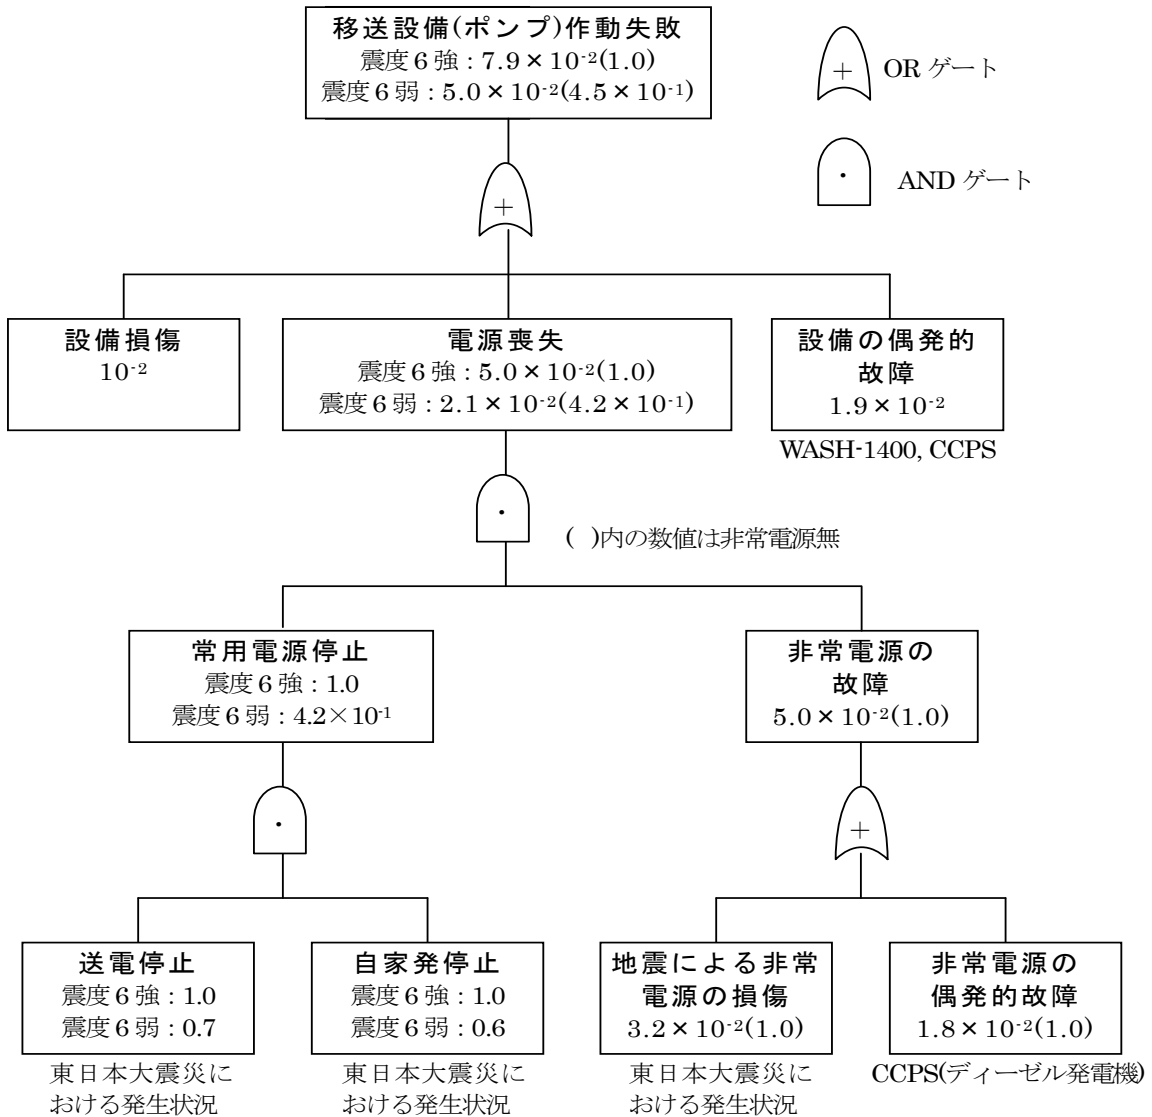 移送設備(ポンプ)作動失敗
震度6強：7.9×10⁻²(1.0)
震度6弱：5.0×10⁻²(4.5×10⁻¹)
+
OR ゲート
・
AND ゲート
+
設備損傷
10⁻²
電源喪失
震度6強：5.0×10⁻²(1.0)
震度6弱：2.1×10⁻²(4.2×10⁻¹)
設備の偶発的
故障
1.9×10⁻²
WASH-1400, CCPS
・
(  )内の数値は非常電源無
常用電源停止
震度6強：1.0
震度6弱：4.2×10⁻¹
非常電源の
故障
5.0×10⁻²(1.0)
・
+
送電停止
震度6強：1.0
震度6弱：0.7
東日本大震災に
おける発生状況
自家発停止
震度6強：1.0
震度6弱：0.6
東日本大震災に
おける発生状況
地震による非常
電源の損傷
3.2×10⁻²(1.0)
東日本大震災に
おける発生状況
非常電源の
偶発的故障
1.8×10⁻²(1.0)
CCPS(ディーゼル発電機)